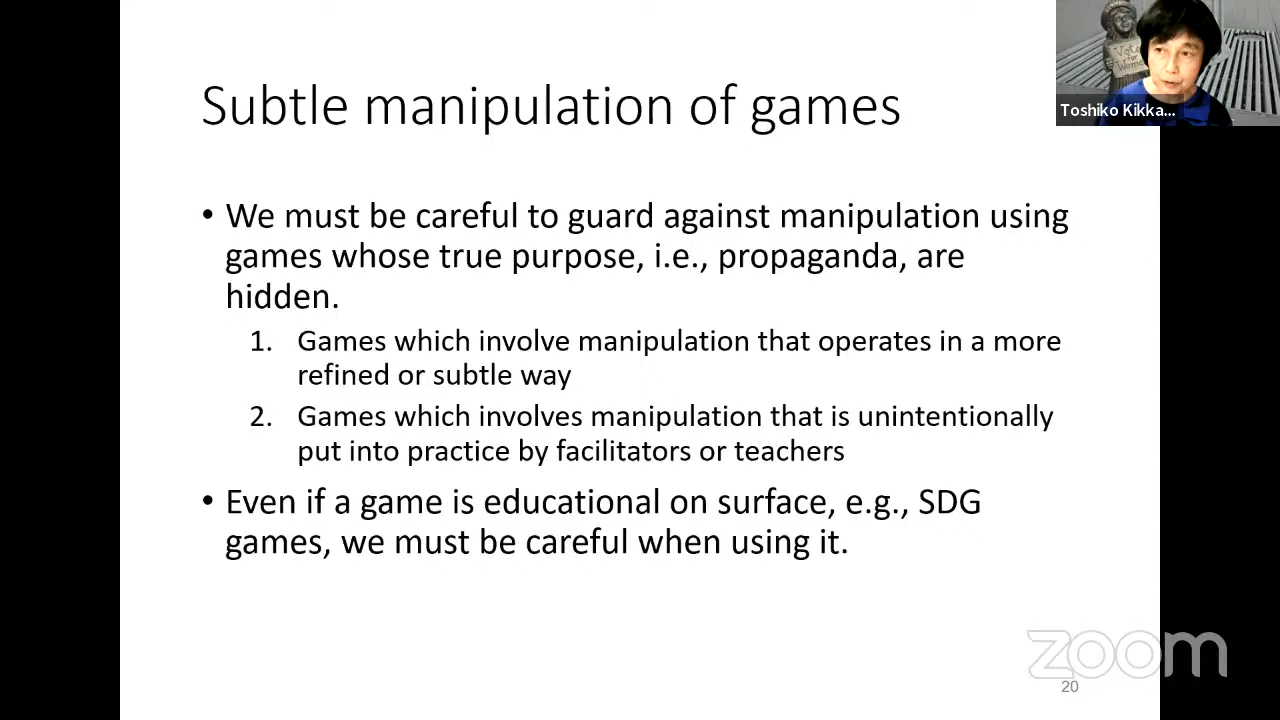 Subtle manipulation of games
• We must be careful to guard against manipulation using
games whose true purpose, i.e., propaganda, are
hidden.
1. Games which involve manipulation that operates in a more
refined or subtle way
2. Games which involves manipulation that is unintentionally
put into practice by facilitators or teachers
• Even if a game is educational on surface, e.g., SDG
games, we must be careful when using it.
Vote
for
Women
Toshiko Kikka...
zoom
20